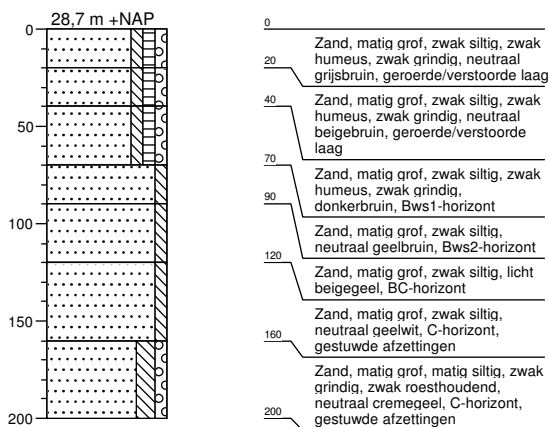 28,7 m +NAP
0
50
100
150
200
0
Zand, matig grof, zwak siltig, zwak
humeus, zwak grindig, neutraal
grijsbruin, geroerde/verstoorde laag
20
Zand, matig grof, zwak siltig, zwak
humeus, zwak grindig, neutraal
beigebruin, geroerde/verstoorde
laag
40
Zand, matig grof, zwak siltig, zwak
humeus, zwak grindig,
donkerbruin, Bws1-horizont
70
Zand, matig grof, zwak siltig,
neutraal geelbruin, Bws2-horizont
90
Zand, matig grof, zwak siltig, licht
beigegeel, BC-horizont
120
Zand, matig grof, zwak siltig,
neutraal geelwit, C-horizont,
gestuwde afzettingen
160
Zand, matig grof, matig siltig, zwak
grindig, zwak roesthoudend,
neutraal cremegeel, C-horizont,
gestuwde afzettingen
200